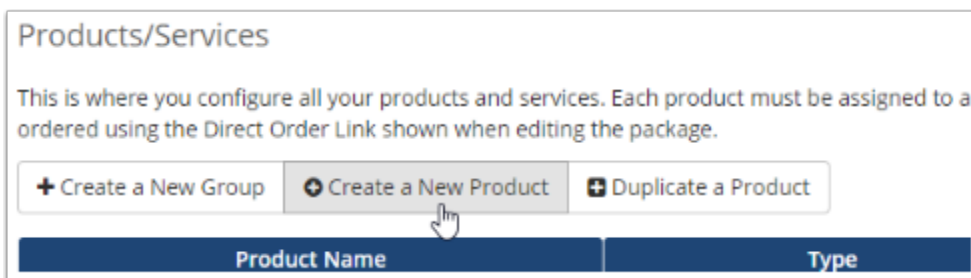 Products/Services
This is where you configure all your products and services. Each product must be assigned to a
ordered using the Direct Order Link shown when editing the package.
Create a New Group Create a New Product Duplicate a Product
Product Name Type